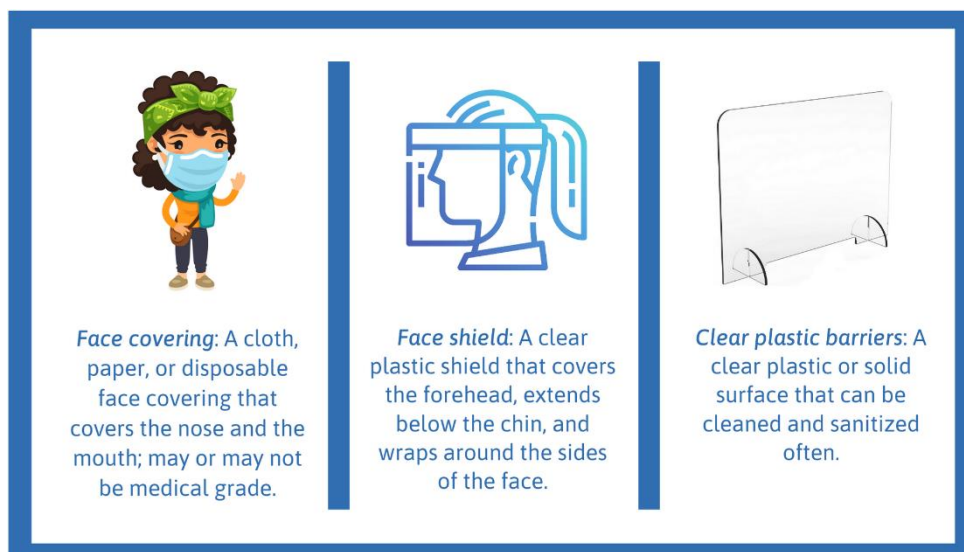 Face covering: A cloth,
paper, or disposable
face covering that
covers the nose and the
mouth; may or may not
be medical grade.
Face shield: A clear
plastic shield that covers
the forehead, extends
below the chin, and
wraps around the sides
of the face.
Clear plastic barriers: A
clear plastic or solid
surface that can be
cleaned and sanitized
often.